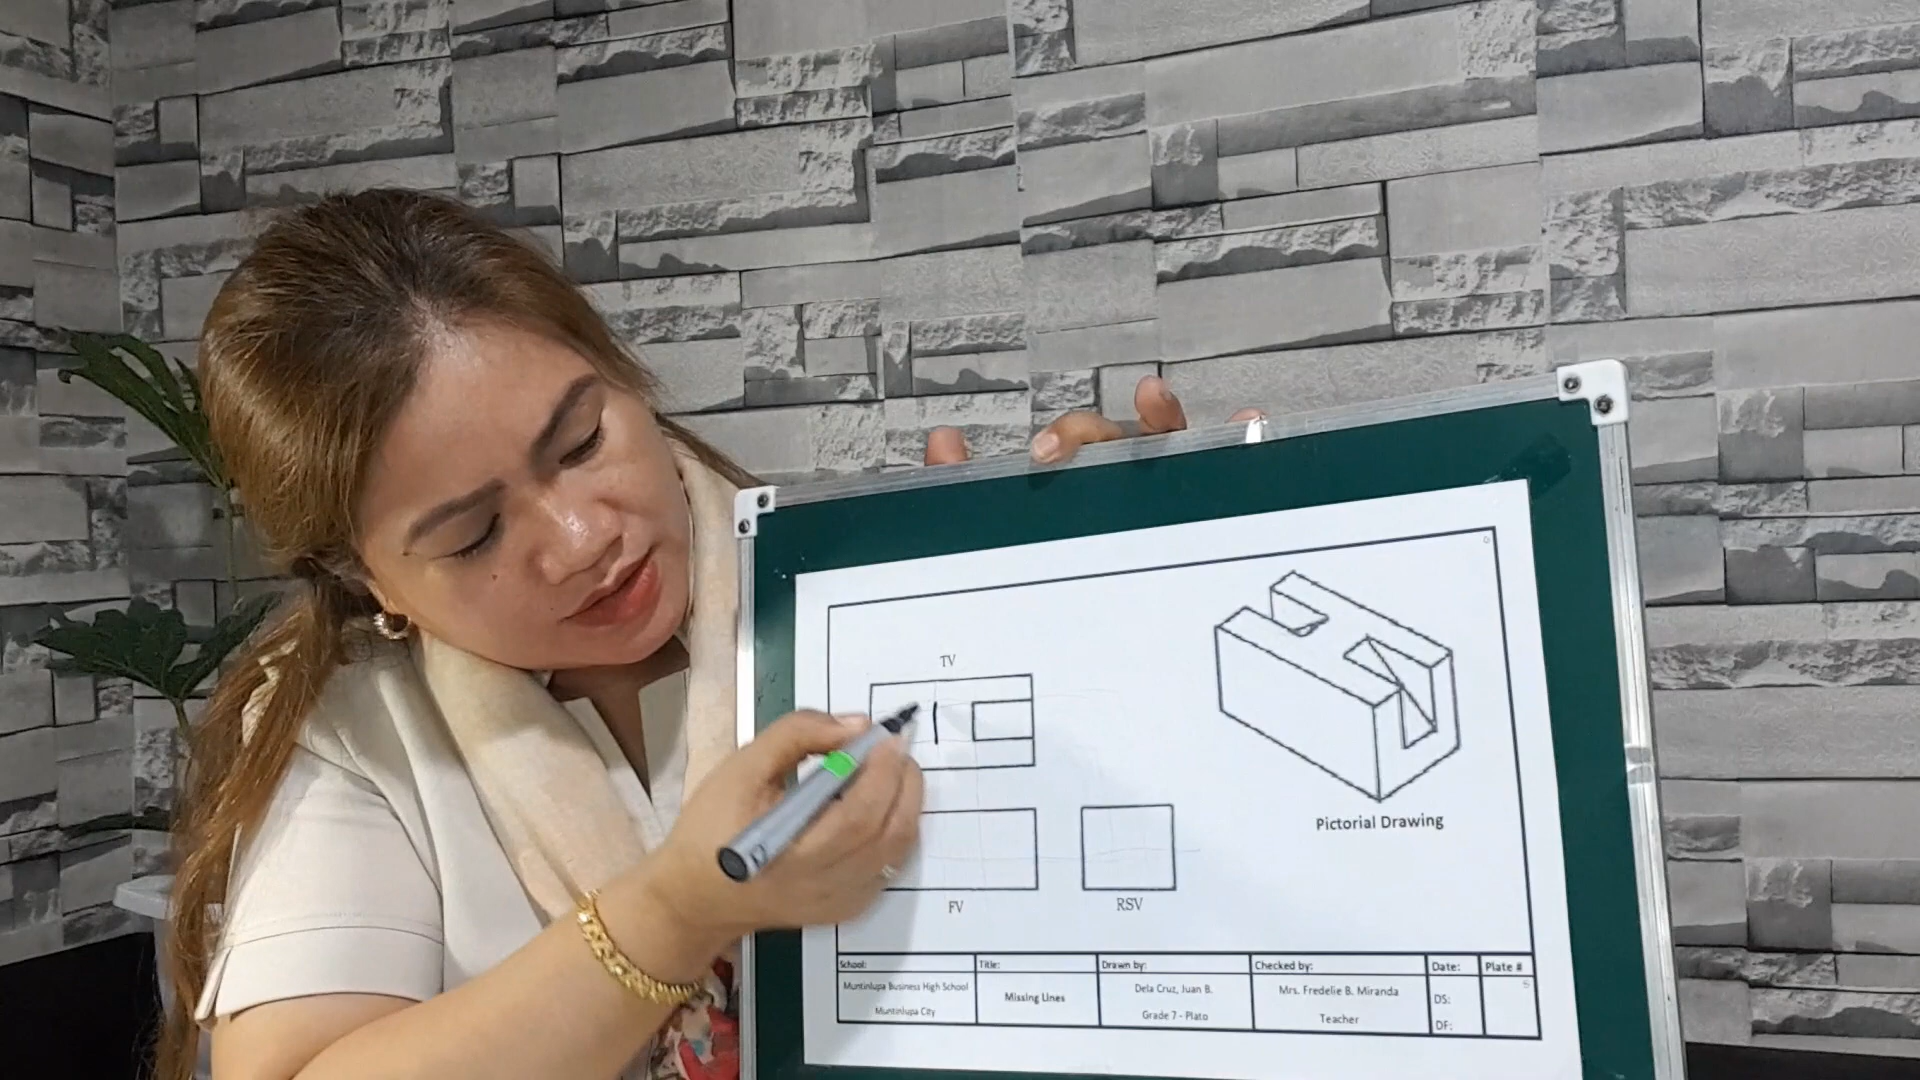 TV
Pictorial Drawing
FV
RSV
School:
Title:
Drawn by:
Checked by:
Date:
Plate #
Muntinlupa Business High School
Muntinlupa City
Missing Lines
Dela Cruz, Juan B.
Grade 7 - Plato
Mrs. Fredelie B. Miranda
Teacher
DS:
DF: